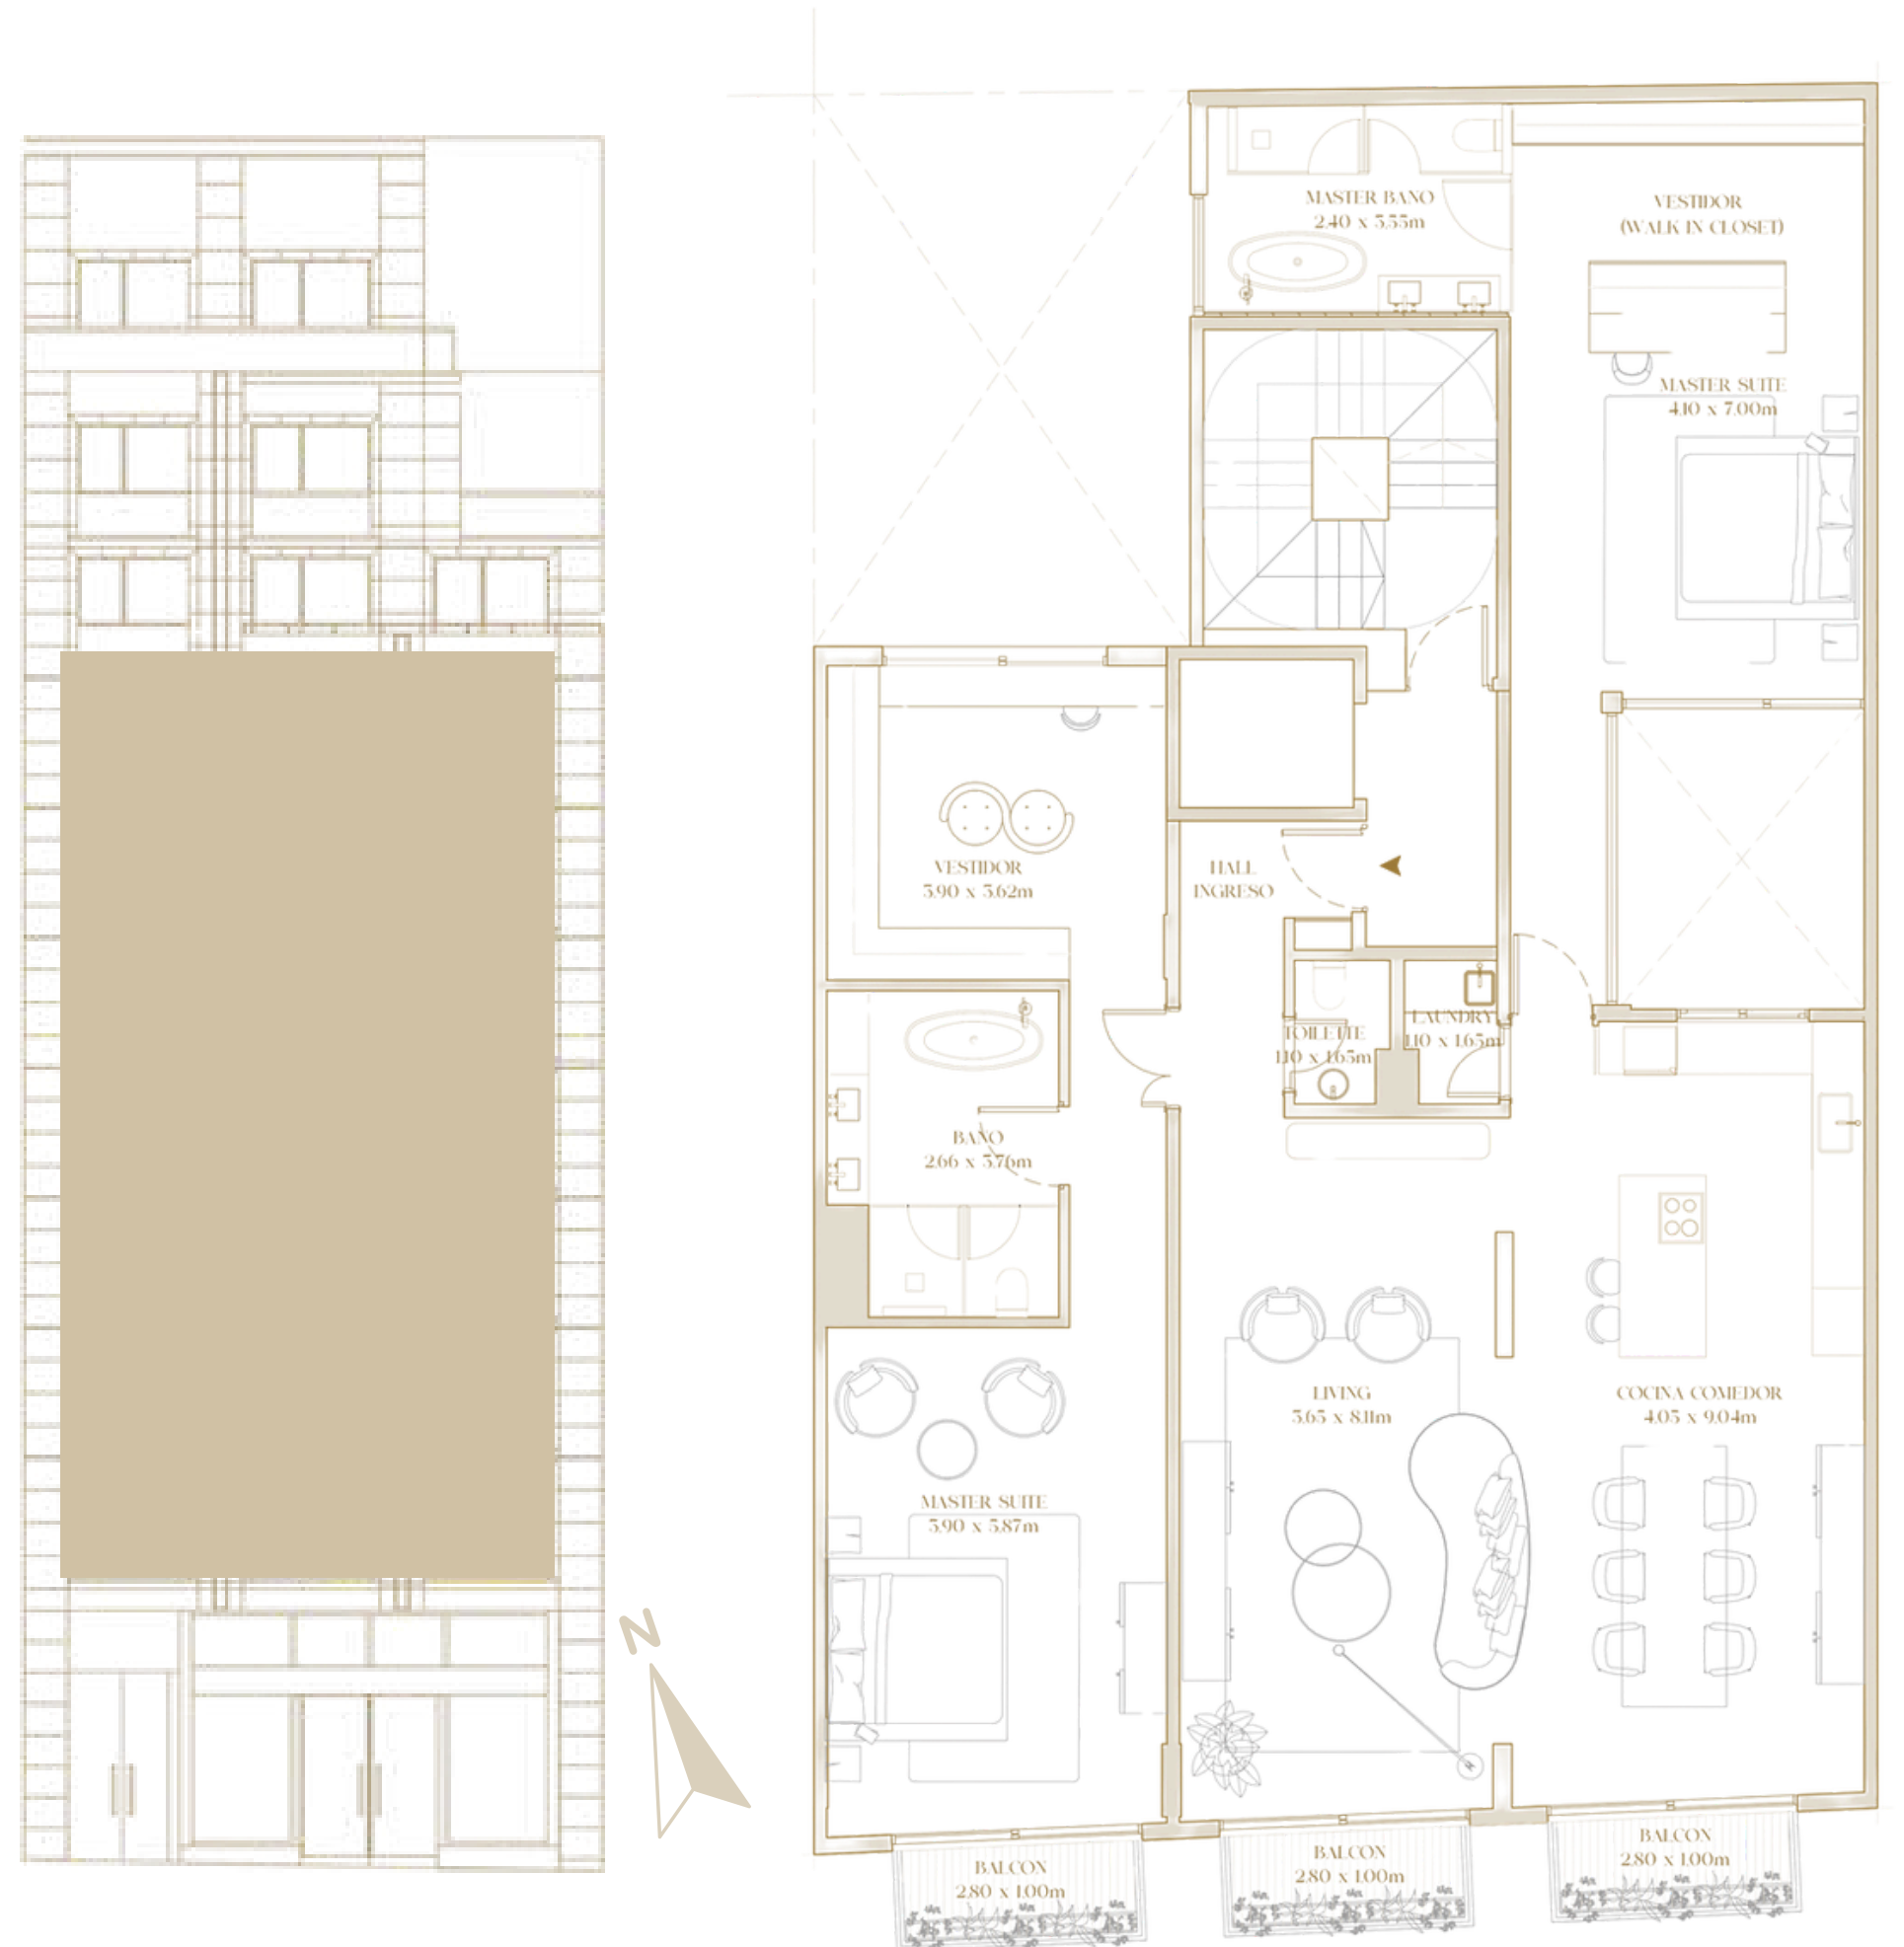 MASTER BANO
2.40 x 3.55m
VESTIDOR
(WALK IN CLOSET)
MASTER SUITE
4.10 x 7.00m
VESTIDOR
3.90 x 3.62m
HALL
INGRESO
TOILETTE
1.10 x 1.65m
LAUNDRY
1.10 x 1.65m
BANO
2.66 x 3.76m
LIVING
3.65 x 8.11m
COCINA COMEDOR
4.05 x 9.04m
MASTER SUITE
3.90 x 5.87m
N
BALCON
2.80 x 1.00m
BALCON
2.80 x 1.00m
BALCON
2.80 x 1.00m